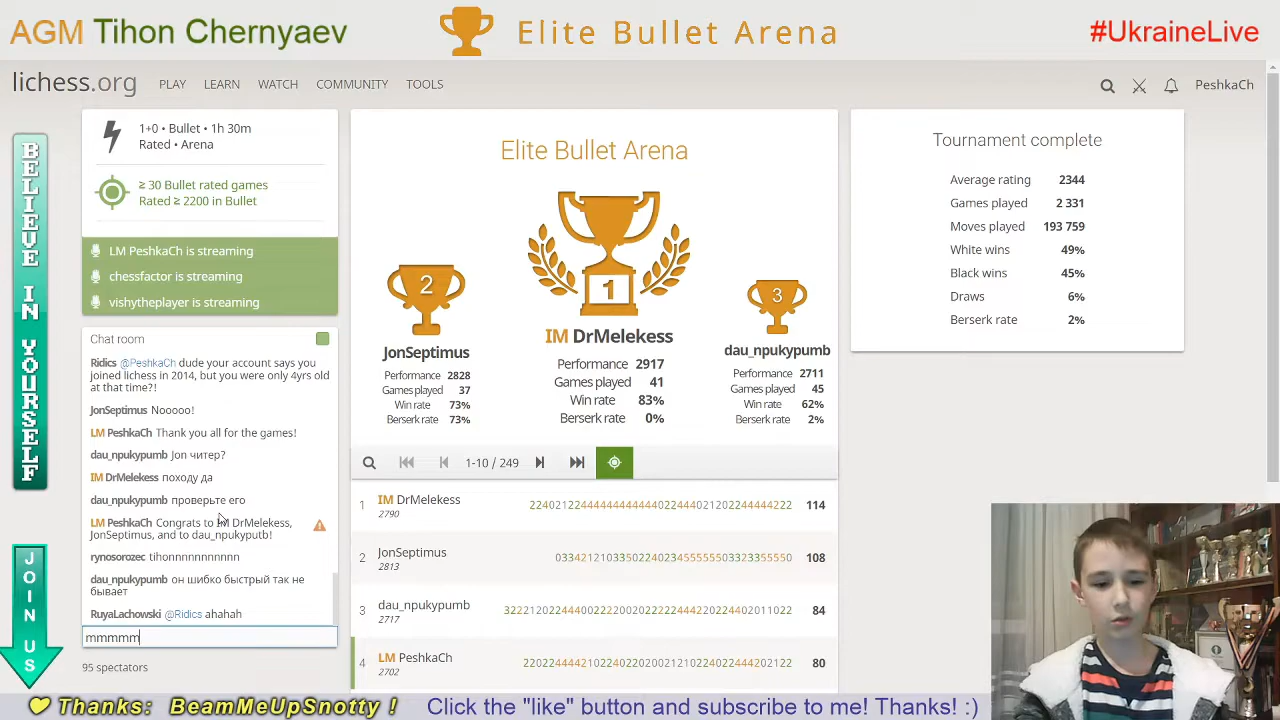 AGM Tihon Chernyaev
Elite Bullet Arena
#UkraineLive
lichess.org
PLAY LEARN WATCH COMMUNITY TOOLS
PeshkaCh
BELIEVE IN YOURSELF
JOIN US
1+0 • Bullet • 1h 30m
Rated • Arena
≥ 30 Bullet rated games
Rated ≥ 2200 in Bullet
LM PeshkaCh is streaming
chessfactor is streaming
vishytheplayer is streaming
Chat room
Ridics @PeshkaCh dude your account says you
joined lichess in 2014, but you were only 4yrs old
at that time?!
JonSeptimus Nooooo!
LM PeshkaCh Thank you all for the games!
dau_npukypumb Jon читер?
IM DrMelekess походу да
dau_npukypumb проверьте его
LM PeshkaCh Congrats to IM DrMelekess,
JonSeptimus, and to dau_npukyputb!
rynosorozec tihonnnnnnnnnn
dau_npukypumb он шибко быстрый так не
бывает
RuyaLachowski @Ridics ahahah
mmmmm
95 spectators
Elite Bullet Arena
2
1
3
JonSeptimus
Performance 2828
Games played 37
Win rate 73%
Berserk rate 73%
IM DrMelekess
Performance 2917
Games played 41
Win rate 83%
Berserk rate 0%
dau_npukypumb
Performance 2711
Games played 45
Win rate 62%
Berserk rate 2%
1-10 / 249
1 IM DrMelekess 114
2790
2 JonSeptimus 108
2813
3 dau_npukypumb 84
2717
4 LM PeshkaCh 80
2702
Tournament complete
Average rating 2344
Games played 2 331
Moves played 193 759
White wins 49%
Black wins 45%
Draws 6%
Berserk rate 2%
Thanks: BeamMeUpSnotty !
Click the "like" button and subscribe to me! Thanks! :)